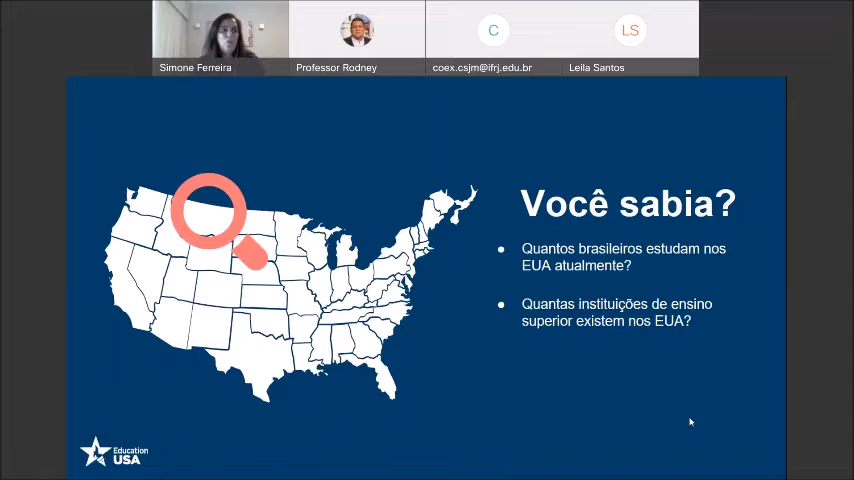 Simone Ferreira
Professor Rodney
C
coex.csjm@ifrj.edu.br
LS
Leila Santos
Você sabia?
Quantos brasileiros estudam nos
EUA atualmente?
Quantas instituições de ensino
superior existem nos EUA?
Education
USA